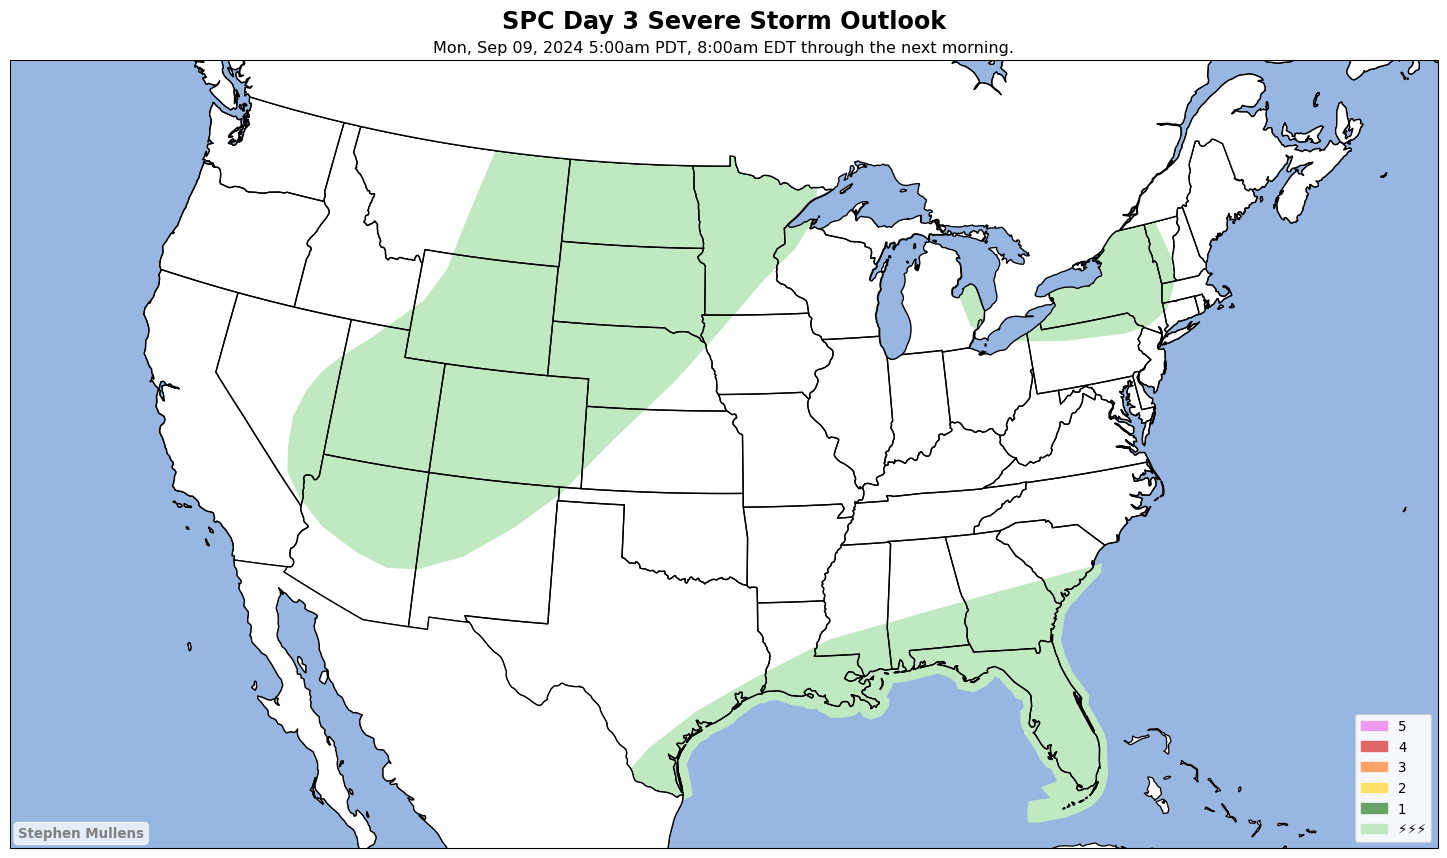 SPC Day 3 Severe Storm Outlook
Mon, Sep 09, 2024 5:00am PDT, 8:00am EDT through the next morning.
5
4
3
2
1
⚡⚡⚡
Stephen Mullens